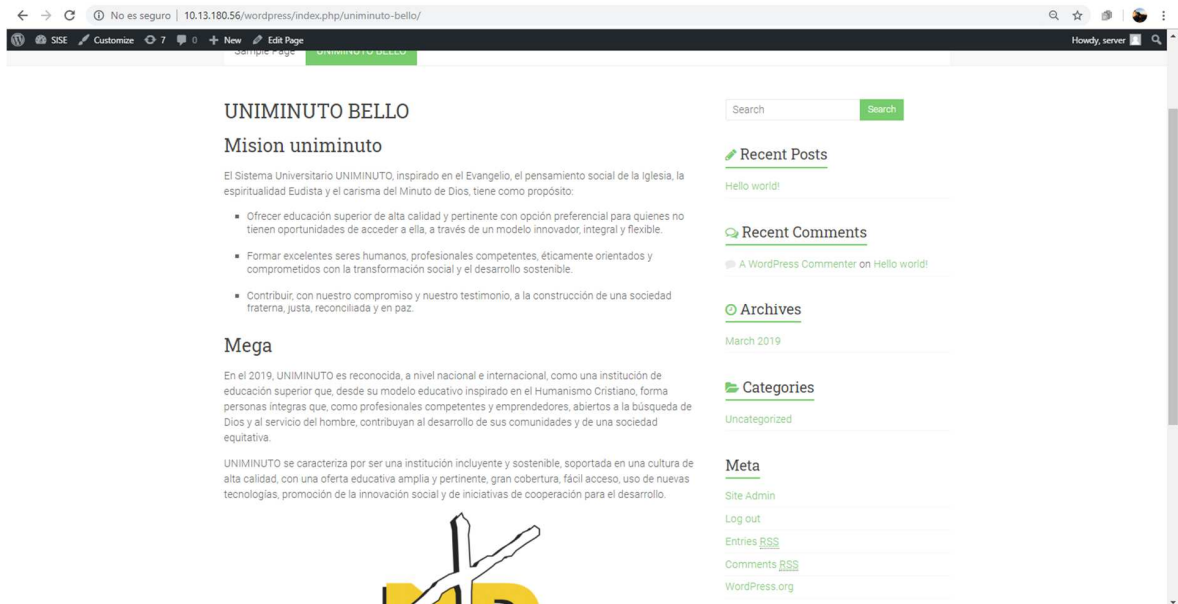 No es seguro | 10.13.180.56/wordpress/index.php/uniminuto-bello/
SISE Customize 7 0 + New Edit Page Howdy, server
Sample Page UNIMINUTO BELLO
UNIMINUTO BELLO
Mision uniminuto
El Sistema Universitario UNIMINUTO, inspirado en el Evangelio, el pensamiento social de la Iglesia, la
espiritualidad Eudista y el carisma del Minuto de Dios, tiene como propósito:
Ofrecer educación superior de alta calidad y pertinente con opción preferencial para quienes no
tienen oportunidades de acceder a ella, a través de un modelo innovador, integral y flexible.
Formar excelentes seres humanos, profesionales competentes, éticamente orientados y
comprometidos con la transformación social y el desarrollo sostenible.
Contribuir, con nuestro compromiso y nuestro testimonio, a la construcción de una sociedad
fraterna, justa, reconciliada y en paz.
Mega
En el 2019, UNIMINUTO es reconocida, a nivel nacional e internacional, como una institución de
educación superior que, desde su modelo educativo inspirado en el Humanismo Cristiano, forma
personas íntegras que, como profesionales competentes y emprendedores, abiertos a la búsqueda de
Dios y al servicio del hombre, contribuyan al desarrollo de sus comunidades y de una sociedad
equitativa.
UNIMINUTO se caracteriza por ser una institución incluyente y sostenible, soportada en una cultura de
alta calidad, con una oferta educativa amplia y pertinente, gran cobertura, fácil acceso, uso de nuevas
tecnologías, promoción de la innovación social y de iniciativas de cooperación para el desarrollo.
Search Search
Recent Posts
Hello world!
Recent Comments
A WordPress Commenter on Hello world!
Archives
March 2019
Categories
Uncategorized
Meta
Site Admin
Log out
Entries RSS
Comments RSS
WordPress.org